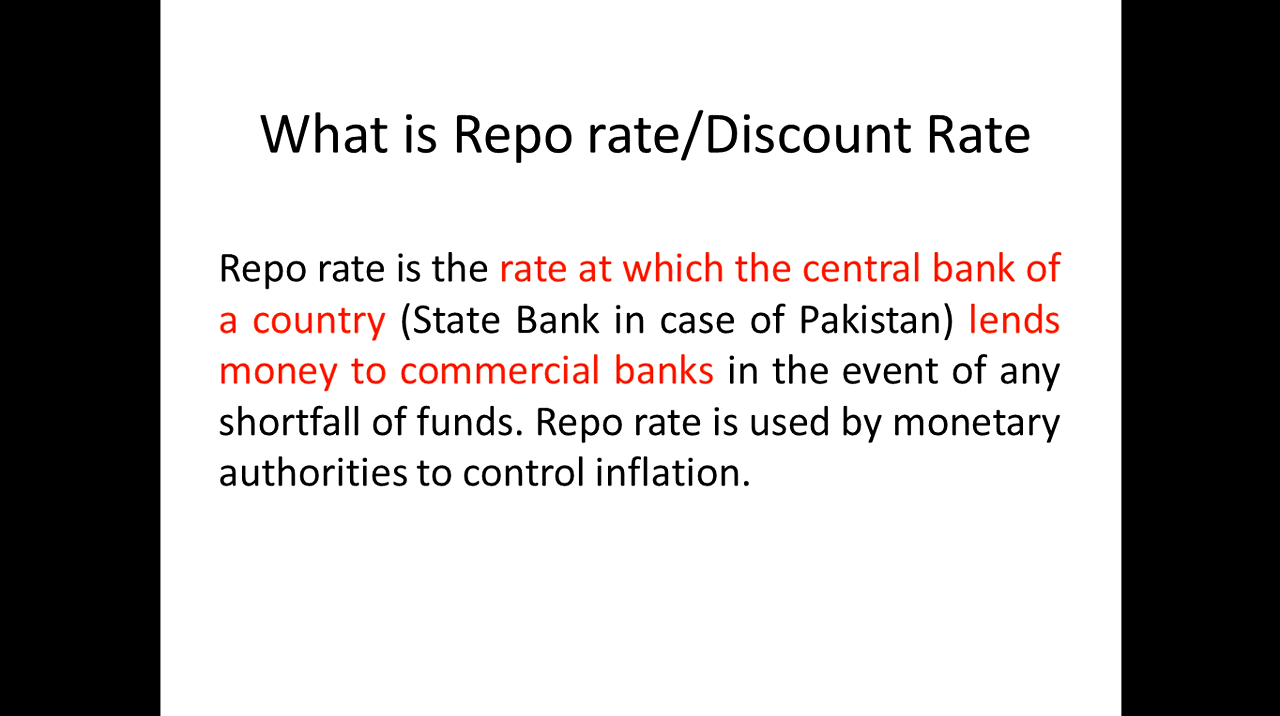 What is Repo rate/Discount Rate
Repo rate is the rate at which the central bank of
a country (State Bank in case of Pakistan) lends
money to commercial banks in the event of any
shortfall of funds. Repo rate is used by monetary
authorities to control inflation.